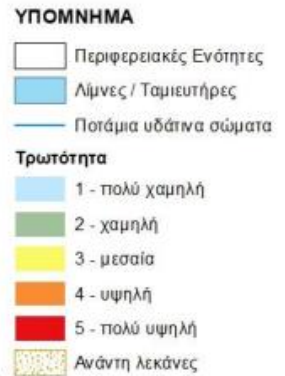 ΥΠΟΜΝΗΜΑ
Περιφερειακές Ενότητες
Λίμνες / Ταμιευτήρες
Ποτάμια υδάτινα σώματα
Τρωτότητα
1 - πολύ χαμηλή
2 - χαμηλή
3 - μεσαία
4 - υψηλή
5 - πολύ υψηλή
Ανάντη λεκάνες